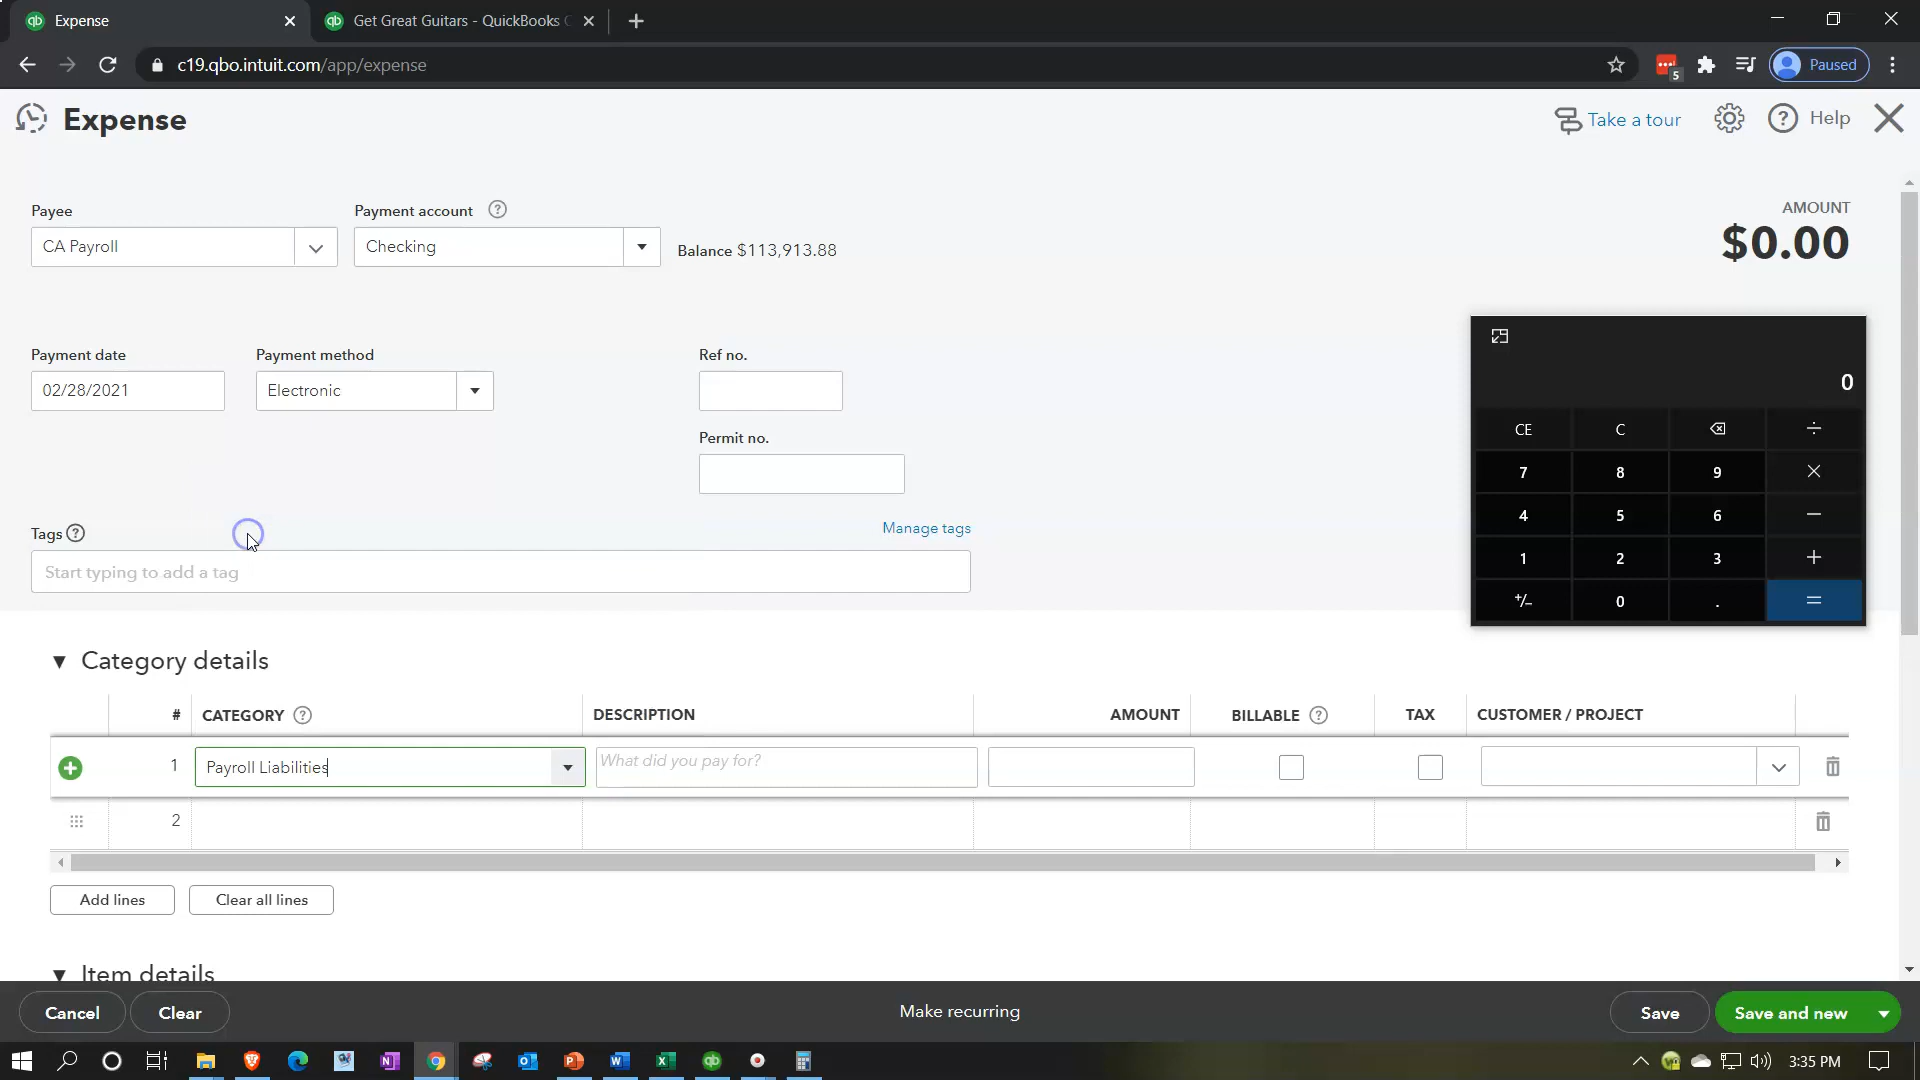 Expense
Get Great Guitars - QuickBooks
c19.qbo.intuit.com/app/expense
5
Paused
Expense
Take a tour
Help
Payee
Payment account
AMOUNT
CA Payroll
Checking
Balance $113,913.88
$0.00
Payment date
Payment method
Ref no.
02/28/2021
Electronic
0
Permit no.
CE C ÷
7 8 9 ×
4 5 6 −
1 2 3 +
+/− 0 . =
Tags
Manage tags
Start typing to add a tag
Category details
# CATEGORY DESCRIPTION AMOUNT BILLABLE TAX CUSTOMER / PROJECT
1 Payroll Liabilities What did you pay for?
2
Add lines
Clear all lines
Item details
Cancel
Clear
Make recurring
Save
Save and new
3:35 PM